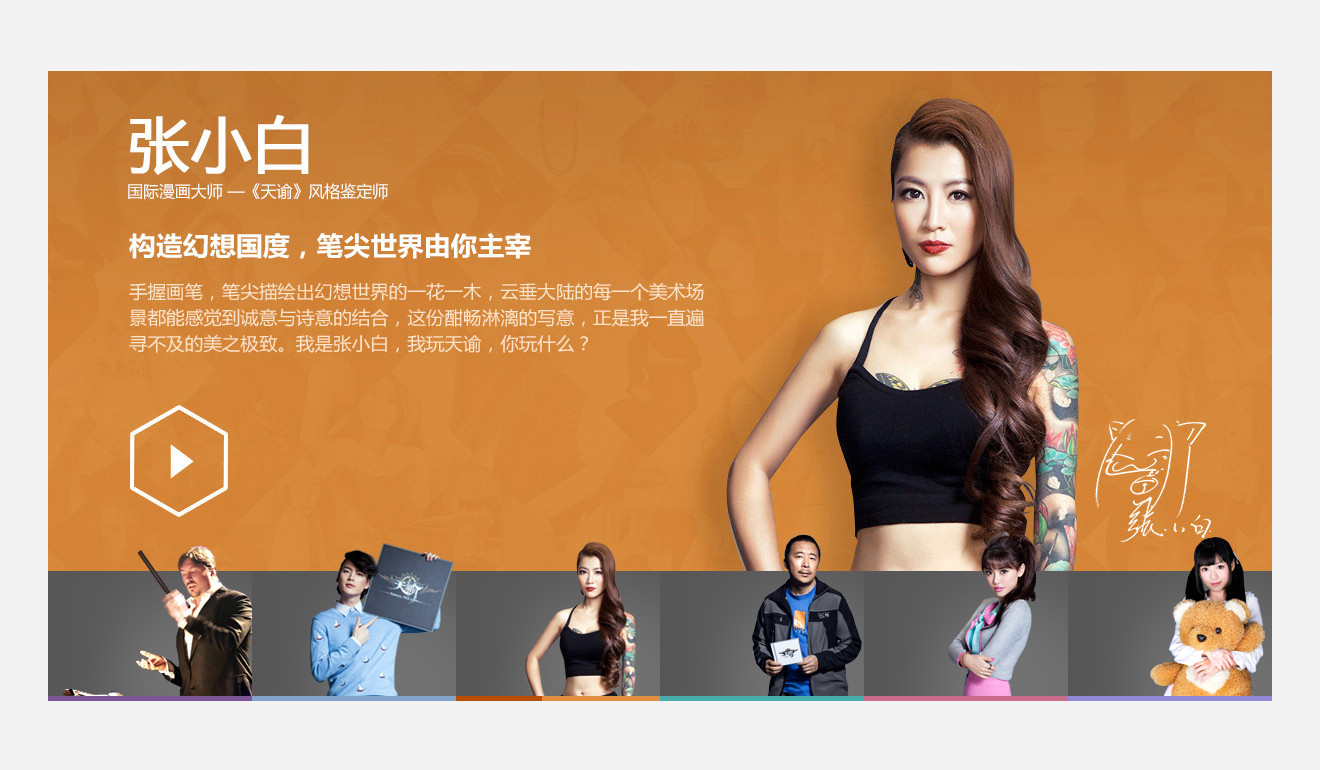 张小白
国际漫画大师 —《天谕》风格鉴定师
构造幻想国度，笔尖世界由你主宰
手握画笔，笔尖描绘出幻想世界的一花一木，云垂大陆的每一个美术场
景都能感觉到诚意与诗意的结合，这份酣畅淋漓的写意，正是我一直遍
寻不及的美之极致。我是张小白，我玩天谕，你玩什么？
张小白
天谕